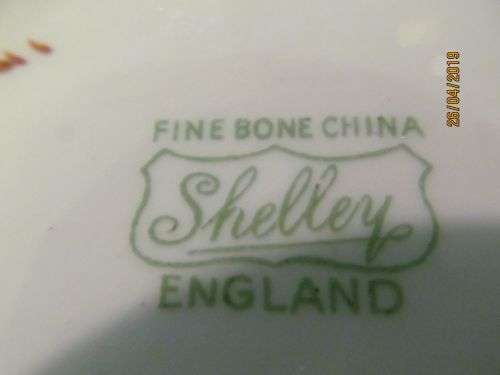 FINE BONE CHINA
Shelley
ENGLAND
25/04/2019